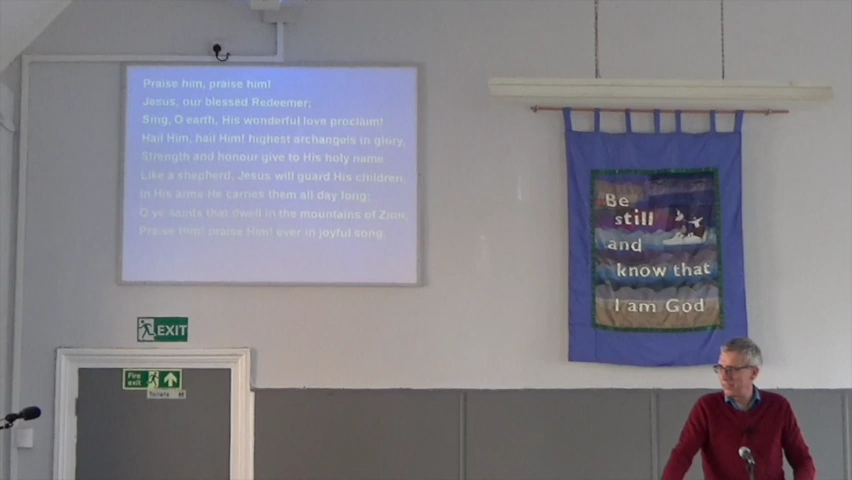 Praise him, praise him!
Jesus, our blessed Redeemer;
Sing, O earth, His wonderful love proclaim!
Hail Him, hail Him! highest archangels in glory,
Strength and honour give to His holy name.
Like a shepherd, Jesus will guard His children,
In His arms He carries them all day long;
O ye saints that dwell in the mountains of Zion,
Praise Him! praise Him! ever in joyful song.
Be
still
and
know that
I am God
EXIT
Fire
exit
Toilets